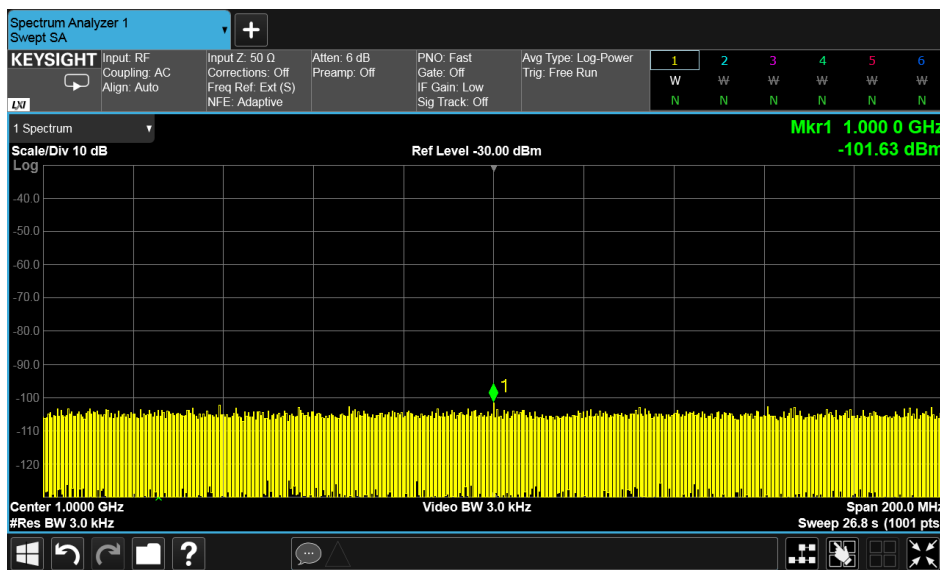 Spectrum Analyzer 1
Swept SA
+
KEYSIGHT
LXI
Input: RF
Coupling: AC
Align: Auto
Input Z: 50 Ω
Corrections: Off
Freq Ref: Ext (S)
NFE: Adaptive
Atten: 6 dB
Preamp: Off
PNO: Fast
Gate: Off
IF Gain: Low
Sig Track: Off
Avg Type: Log-Power
Trig: Free Run
1 2 3 4 5 6
W W W W W W
N N N N N N
1 Spectrum
Mkr1 1.000 0 GHz
-101.63 dBm
Scale/Div 10 dB
Ref Level -30.00 dBm
Log
-40.0
-50.0
-60.0
-70.0
-80.0
-90.0
1
-100
-110
-120
Center 1.0000 GHz
Video BW 3.0 kHz
Span 200.0 MHz
#Res BW 3.0 kHz
Sweep 26.8 s (1001 pts
?